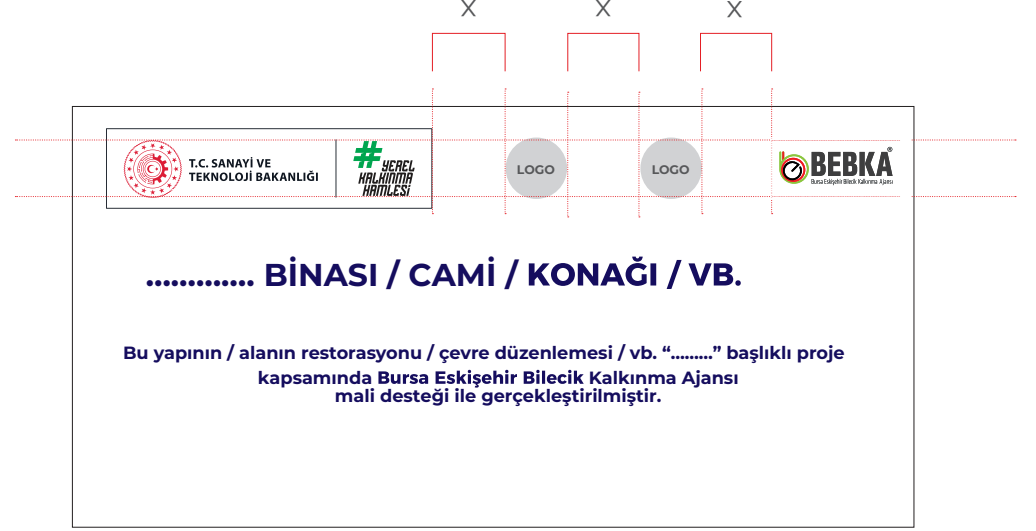 X X X
T.C. SANAYİ VE
TEKNOLOJİ BAKANLIĞI
#YEREL
KALKINMA
HAMLESİ
LOGO
LOGO
BEBKA®
Bursa Eskişehir Bilecik Kalkınma Ajansı
............. BİNASI / CAMİ / KONAĞI / VB.
Bu yapının / alanın restorasyonu / çevre düzenlemesi / vb. “.........” başlıklı proje
kapsamında Bursa Eskişehir Bilecik Kalkınma Ajansı
mali desteği ile gerçekleştirilmiştir.